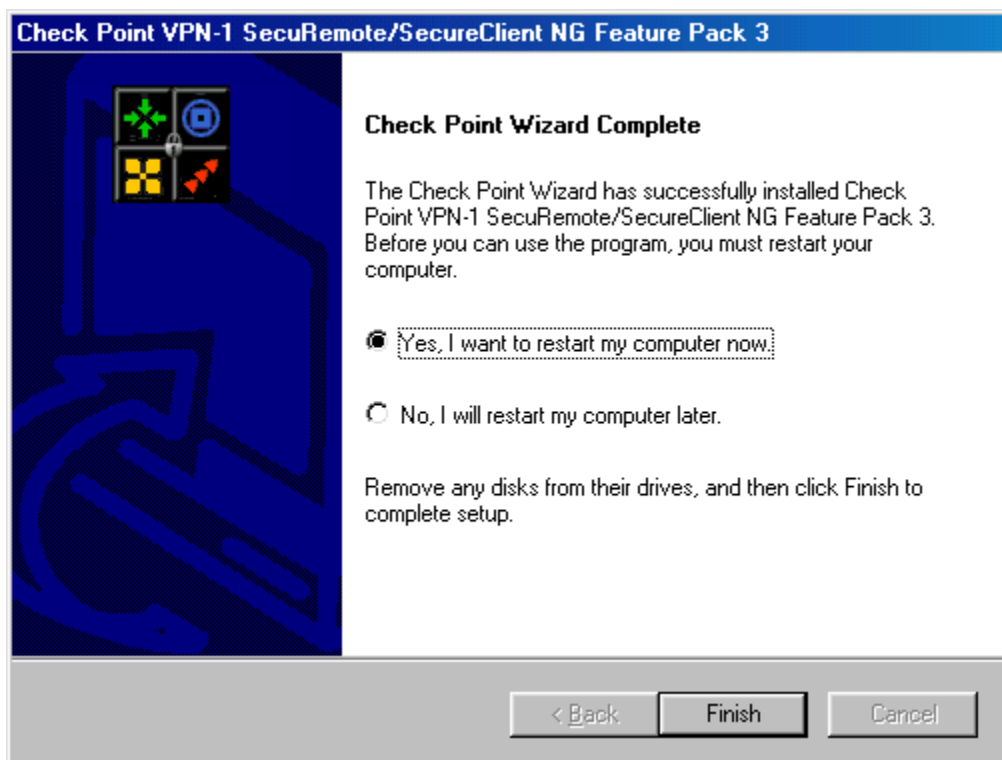 Check Point VPN-1 SecuRemote/SecureClient NG Feature Pack 3
Check Point Wizard Complete
The Check Point Wizard has successfully installed Check
Point VPN-1 SecuRemote/SecureClient NG Feature Pack 3.
Before you can use the program, you must restart your
computer.
Yes, I want to restart my computer now.
No, I will restart my computer later.
Remove any disks from their drives, and then click Finish to
complete setup.
< Back Finish Cancel